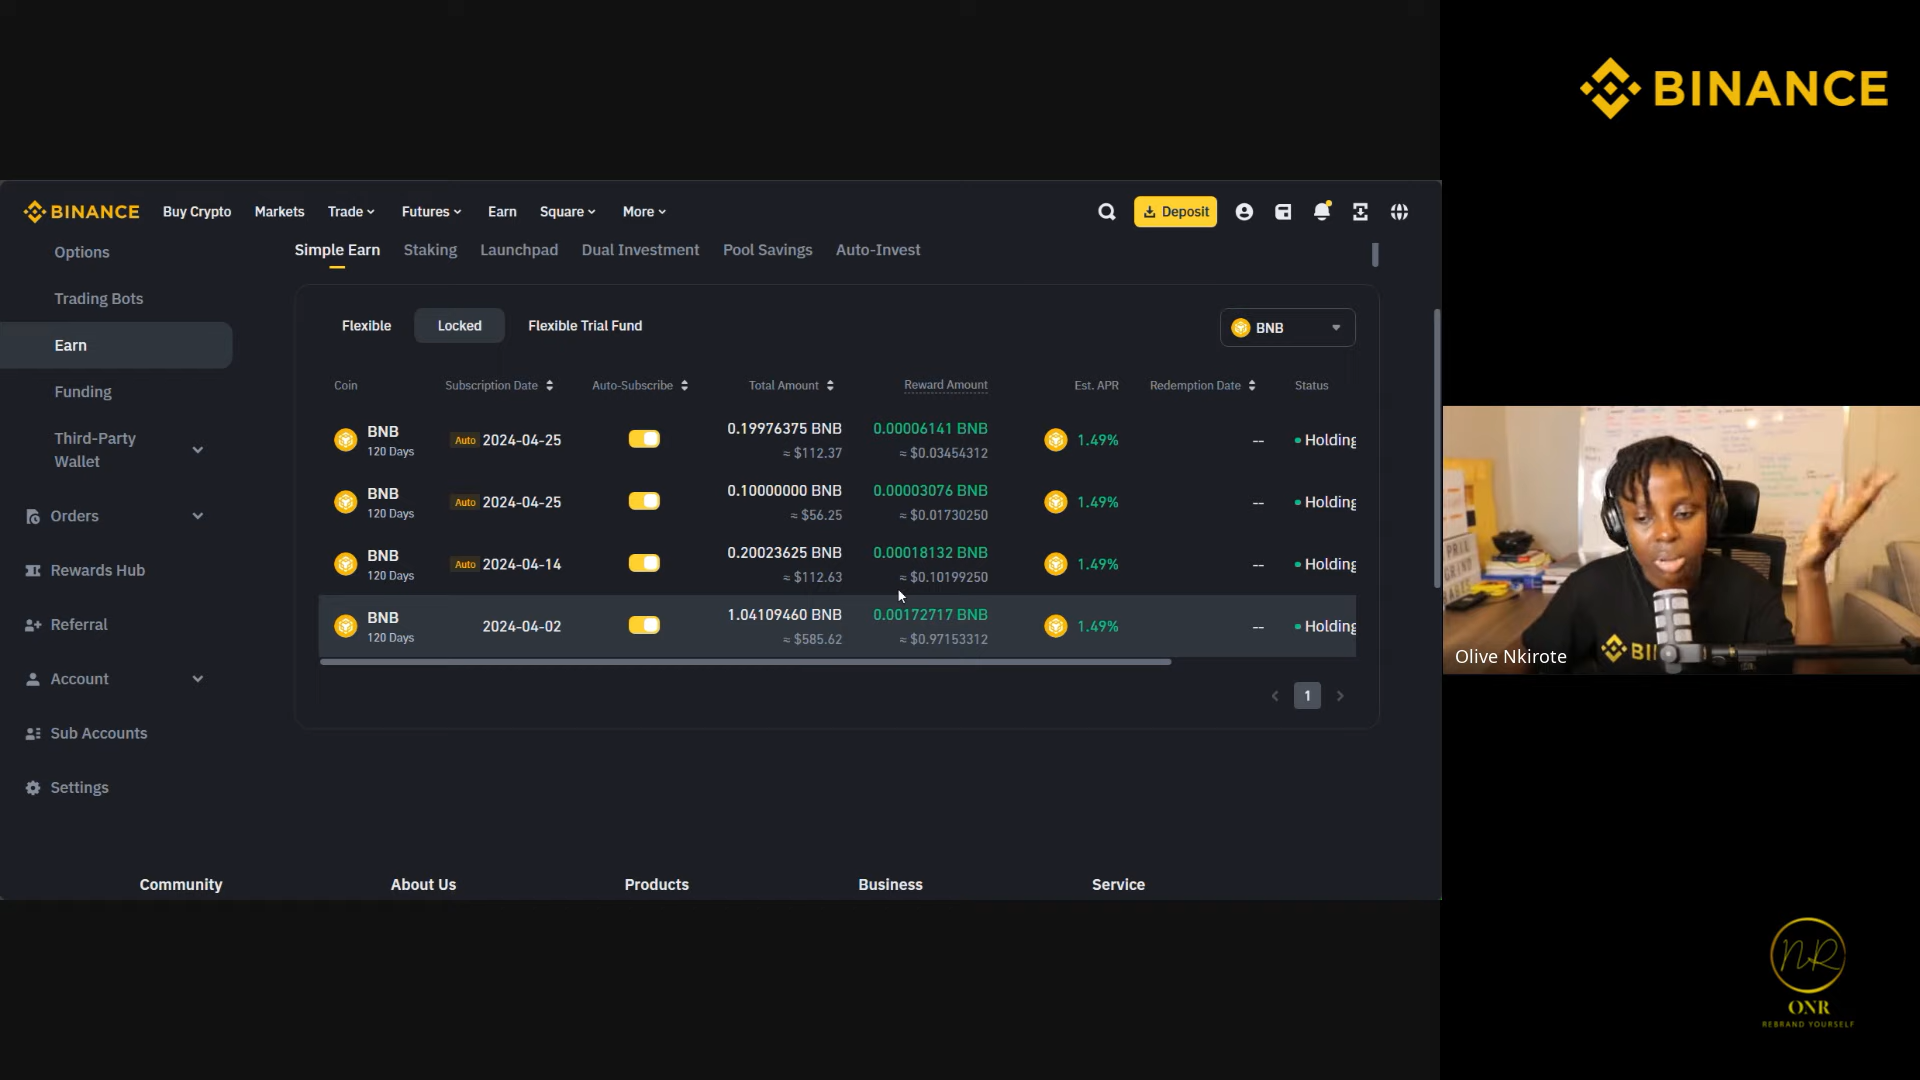 BINANCE
BINANCE Buy Crypto Markets Trade Futures Earn Square More Deposit
Options
Trading Bots
Earn
Funding
Third-Party
Wallet
Orders
Rewards Hub
Referral
Account
Sub Accounts
Settings
Simple Earn Staking Launchpad Dual Investment Pool Savings Auto-Invest
Flexible Locked Flexible Trial Fund BNB
Coin Subscription Date Auto-Subscribe Total Amount Reward Amount Est. APR Redemption Date Status
BNB Auto 2024-04-25 0.19976375 BNB 0.00006141 BNB 1.49% -- Holding
120 Days ≈ $112.37 ≈ $0.03454312
BNB Auto 2024-04-25 0.10000000 BNB 0.00003076 BNB 1.49% -- Holding
120 Days ≈ $56.25 ≈ $0.01730250
BNB Auto 2024-04-14 0.20023625 BNB 0.00018132 BNB 1.49% -- Holding
120 Days ≈ $112.63 ≈ $0.10199250
BNB 2024-04-02 1.04109460 BNB 0.00172717 BNB 1.49% -- Holding
120 Days ≈ $585.62 ≈ $0.97153312
1
Community About Us Products Business Service
Olive Nkirote
NR
ONR
REBRAND YOURSELF